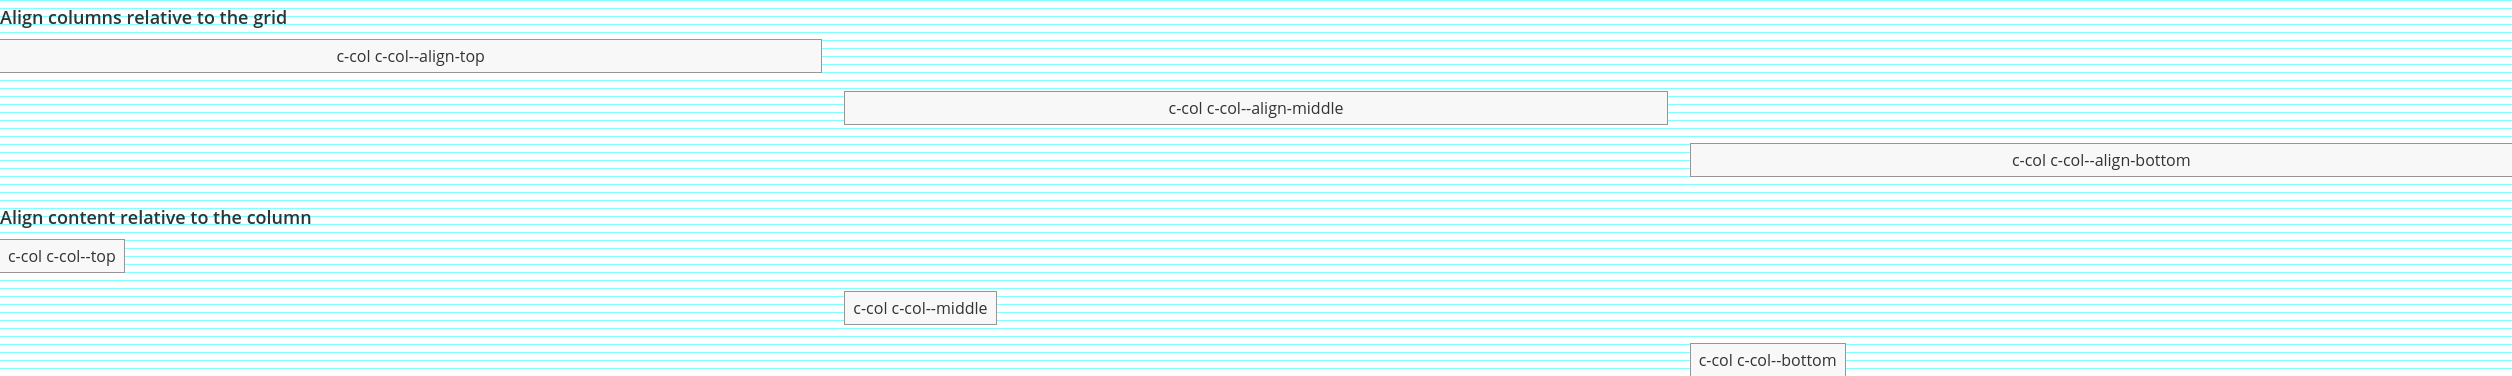 Align columns relative to the grid
c-col c-col--align-top
c-col c-col--align-middle
c-col c-col--align-bottom
Align content relative to the column
c-col c-col--top
c-col c-col--middle
c-col c-col--bottom